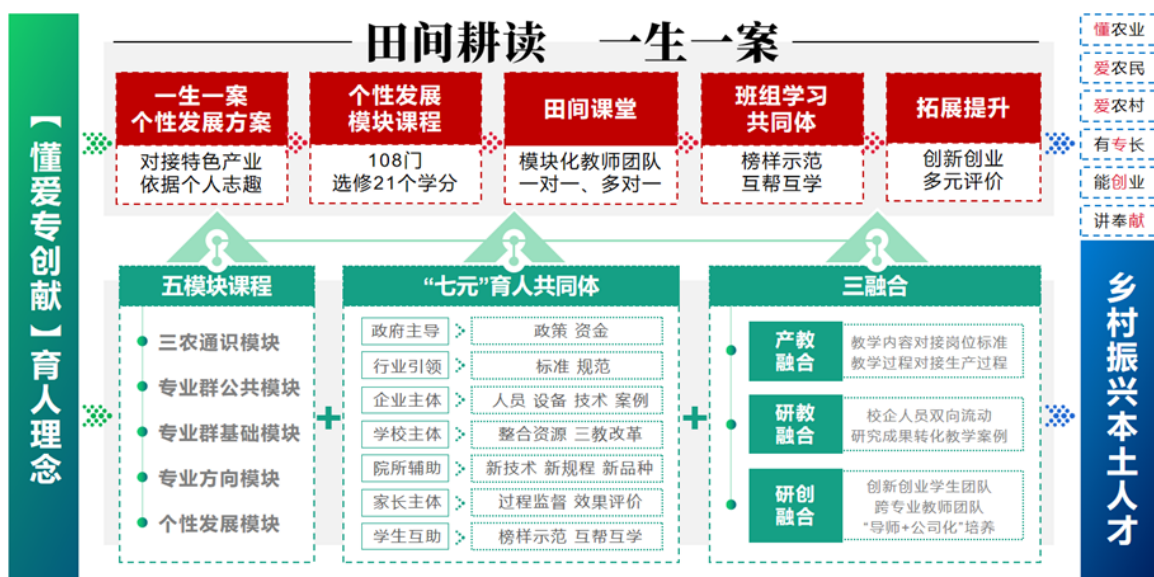 【懂爱专创献】育人理念
田间耕读 一生一案
一生一案
个性发展方案
对接特色产业
依据个人志趣
个性发展
模块课程
108门
选修21个学分
田间课堂
模块化教师团队
一对一、多对一
班组学习
共同体
榜样示范
互帮互学
拓展提升
创新创业
多元评价
懂农业
爱农民
爱农村
有专长
能创业
讲奉献
五模块课程
三农通识模块
专业群公共模块
专业群基础模块
专业方向模块
个性发展模块
+
“七元”育人共同体
政府主导 政策 资金
行业引领 标准 规范
企业主体 人员 设备 技术 案例
学校主体 整合资源 三教改革
院所辅助 新技术 新规程 新品种
家长主体 过程监督 效果评价
学生互助 榜样示范 互帮互学
+
三融合
产教
融合
教学内容对接岗位标准
教学过程对接生产过程
研教
融合
校企人员双向流动
研究成果转化教学案例
研创
融合
创新创业学生团队
跨专业教师团队
“导师+公司化”培养
乡村振兴本土人才